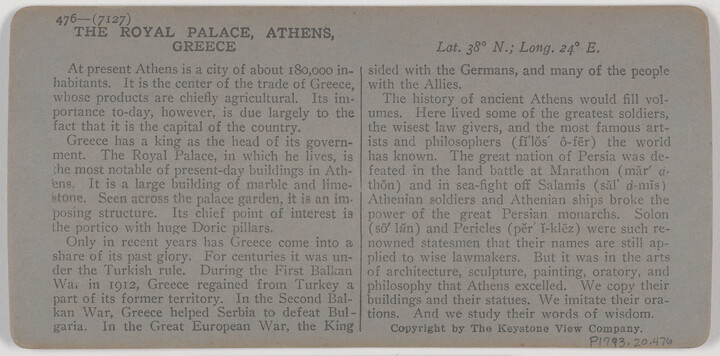 476—(7127)
THE ROYAL PALACE, ATHENS,
GREECE
At present Athens is a city of about 180,000 in-
habitants. It is the center of the trade of Greece,
whose products are chiefly agricultural. Its im-
portance to-day, however, is due largely to the
fact that it is the capital of the country.
Greece has a king as the head of its govern-
ment. The Royal Palace, in which he lives, is
the most notable of present-day buildings in Ath-
ens. It is a large building of marble and lime-
stone. Seen across the palace garden, it is an im-
posing structure. Its chief point of interest is
the portico with huge Doric pillars.
Only in recent years has Greece come into a
share of its past glory. For centuries it was un-
der the Turkish rule. During the First Balkan
War in 1912, Greece regained from Turkey a
part of its former territory. In the Second Bal-
kan War, Greece helped Serbia to defeat Bul-
garia. In the Great European War, the King
Lat. 38° N.; Long. 24° E.
sided with the Germans, and many of the people
with the Allies.
The history of ancient Athens would fill vol-
umes. Here lived some of the greatest soldiers,
the wisest law givers, and the most famous art-
ists and philosophers (fĭ'lŏs' ô-fẽr) the world
has known. The great nation of Persia was de-
feated in the land battle at Marathon (măr' a-
thŏn) and in sea-fight off Salamis (săl' á-mĭs)
Athenian soldiers and Athenian ships broke the
power of the great Persian monarchs. Solon
(sō' lŏn) and Pericles (pĕr' ĭ-klēz) were such re-
nowned statesmen that their names are still ap-
plied to wise lawmakers. But it was in the arts
of architecture, sculpture, painting, oratory, and
philosophy that Athens excelled. We copy their
buildings and their statues. We imitate their ora-
tions. And we study their words of wisdom.
Copyright by The Keystone View Company.
P1793.20.476